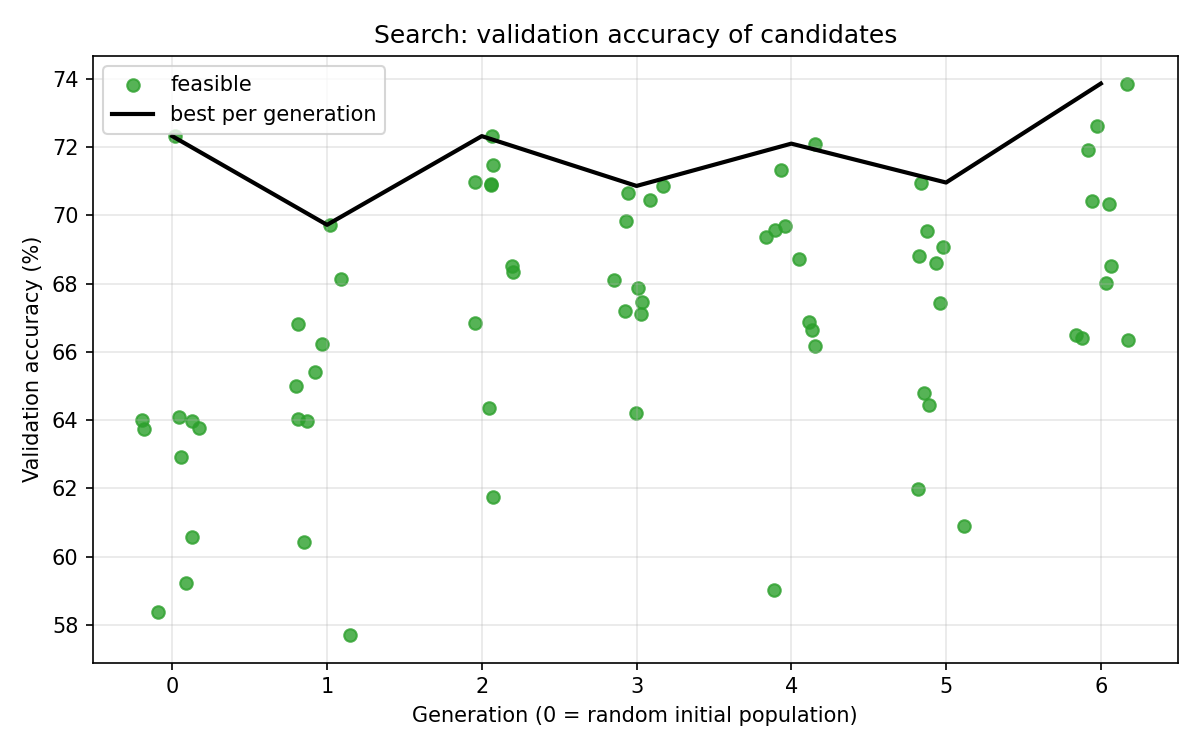 Search: validation accuracy of candidates
feasible
best per generation
Validation accuracy (%)
74
72
70
68
66
64
62
60
58
0 1 2 3 4 5 6
Generation (0 = random initial population)